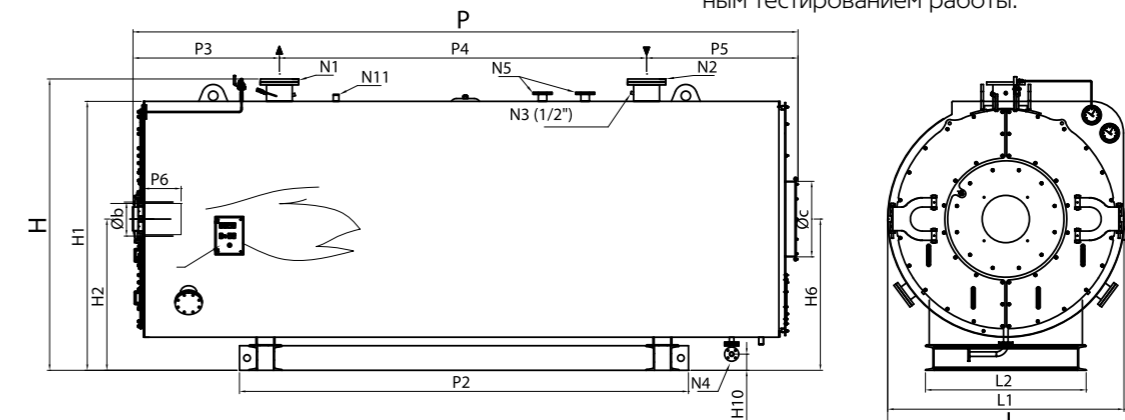 ным тестированием работы.
P
P3 P4 P5
N1 N11 N5 N2
N3 (1/2")
P6
Øb
Øc
H
H1
H2
H6
P2
N4
H10
L2
L1